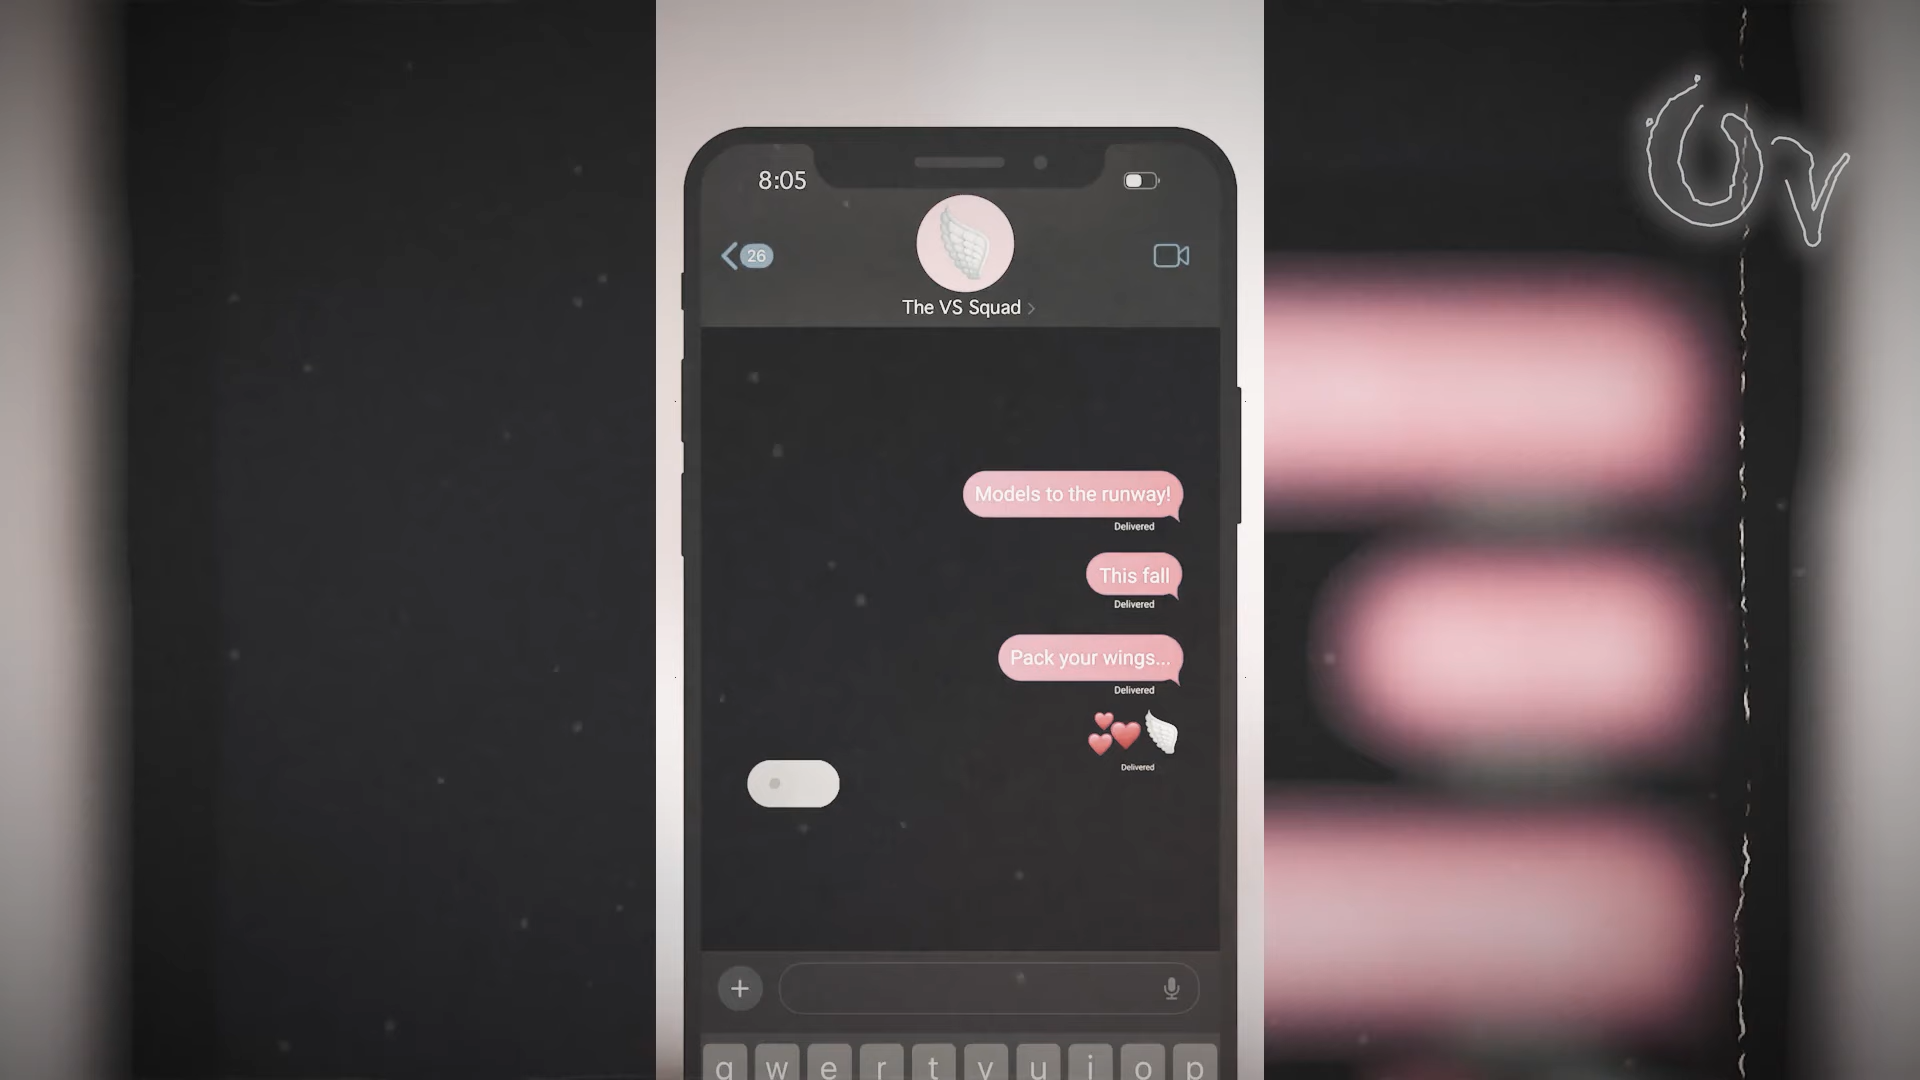 Uv
8:05
26
The VS Squad
Models to the runway!
Delivered
This fall
Delivered
Pack your wings...
Delivered
Delivered
q w e r t y u i o p